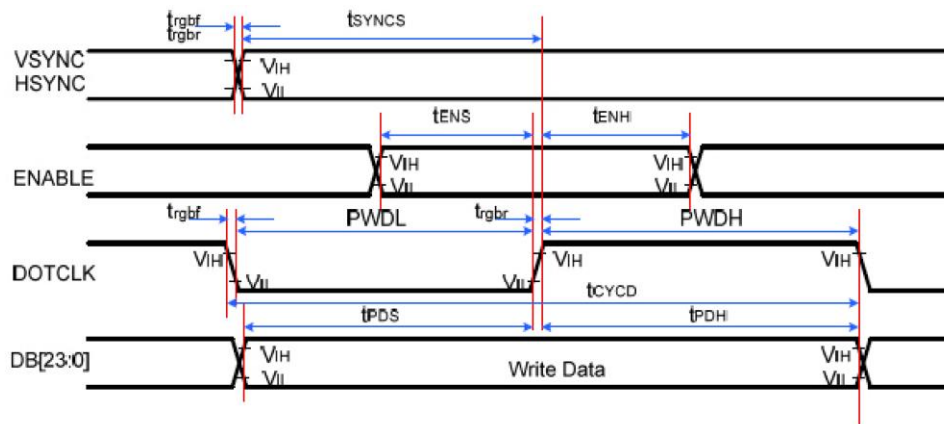 trgbf
trgbr
tSYNCS
VSYNC
HSYNC
VIH
VIL
tENS
tENH
ENABLE
VIH
VIL
VIH
VIL
trgbf
PWDL
trgbr
PWDH
DOTCLK
VIH
VIL
VIL
VIH
VIH
tCYCD
tPDS
tPDH
DB[23:0]
VIH
VIL
Write Data
VIH
VIL